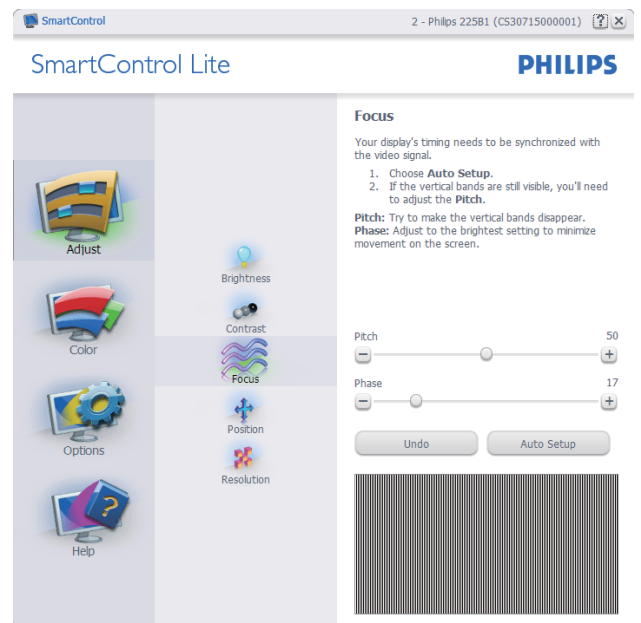 SmartControl
2 - Philips 225B1 (CS30715000001)
?
SmartControl Lite
PHILIPS
Adjust
Color
Options
Help
Brightness
Contrast
Focus
Position
Resolution
Focus
Your display's timing needs to be synchronized with
the video signal.
1. Choose Auto Setup.
2. If the vertical bands are still visible, you'll need
to adjust the Pitch.
Pitch: Try to make the vertical bands disappear.
Phase: Adjust to the brightest setting to minimize
movement on the screen.
Pitch 50
Phase 17
Undo
Auto Setup